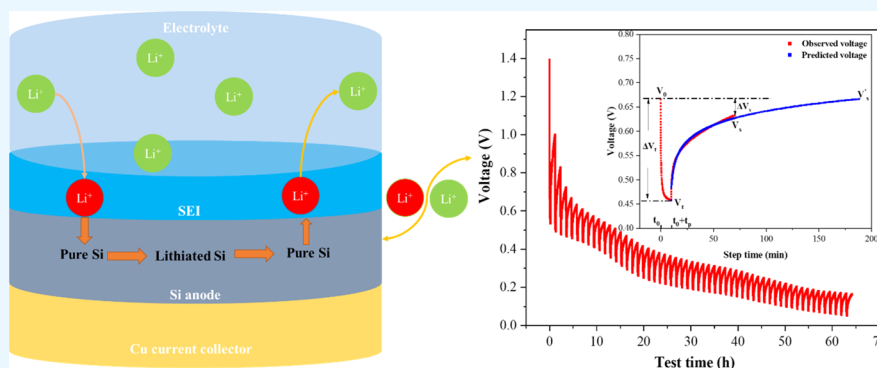 Electrolyte
Li⁺
Li⁺
Li⁺
Li⁺
Li⁺
Li⁺
Li⁺
SEI
Li⁺
Li⁺
Pure Si
Lithiated Si
Pure Si
Si anode
Cu current collector
Voltage (V)
1.4
1.2
1.0
0.8
0.6
0.4
0.2
0.0
0
10
20
30
40
50
60
7
Test time (h)
Voltage (V)
0.80
0.75
0.70
0.65
0.60
0.55
0.50
0.45
0.40
Observed voltage
Predicted voltage
V₀
ΔVₜ
ΔVₛ
Vₛ
V'ₛ
Vₜ
t₀
t₀+tₚ
0
50
100
150
200
Step time (min)